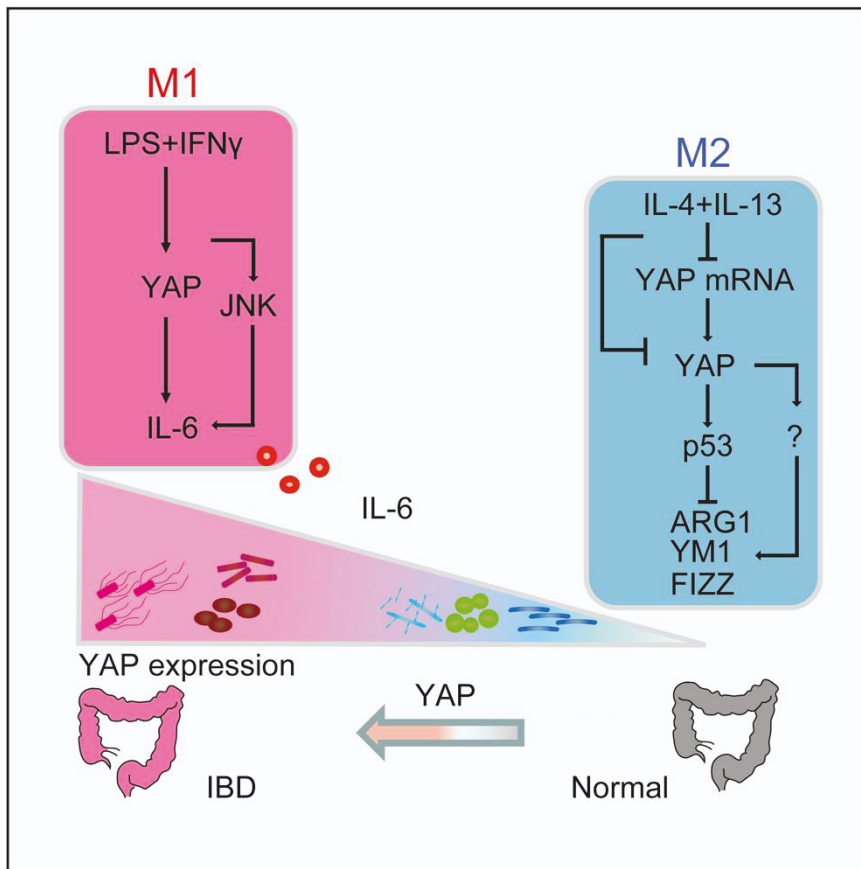 M1
LPS+IFNγ
YAP
JNK
IL-6
M2
IL-4+IL-13
YAP mRNA
YAP
p53
?
ARG1
YM1
FIZZ
IL-6
YAP expression
YAP
IBD
Normal